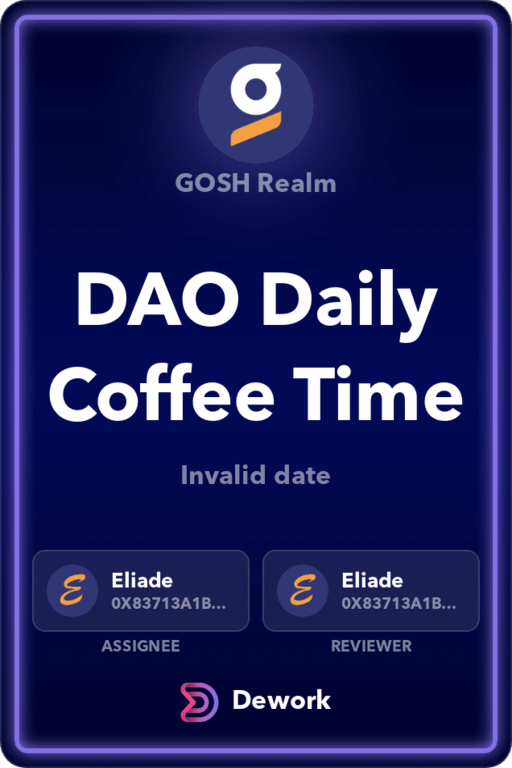 GOSH Realm
DAO Daily
Coffee Time
Invalid date
Eliade
0X83713A1B...
ASSIGNEE
Eliade
0X83713A1B...
REVIEWER
Dework